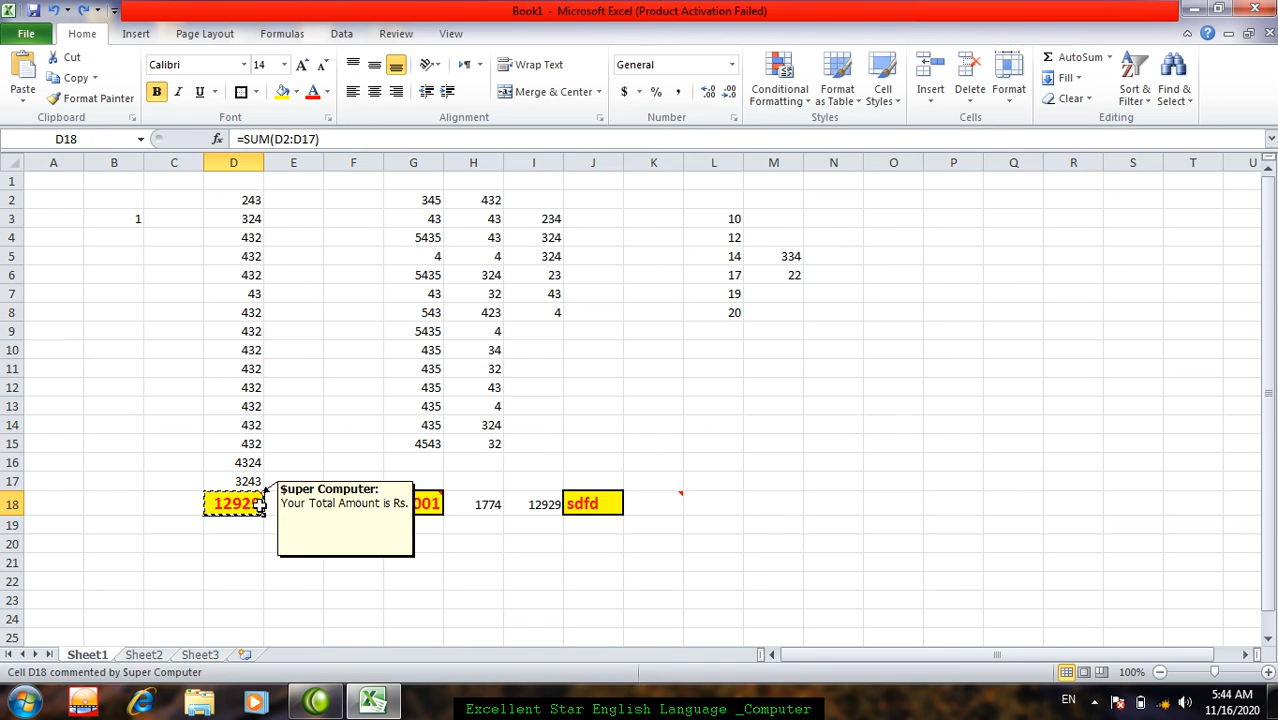 Book1 - Microsoft Excel (Product Activation Failed)
File Home Insert Page Layout Formulas Data Review View
Cut
Calibri 14 Wrap Text General AutoSum
Copy Fill
Paste Format Painter Merge & Center Conditional Formatting Format as Table Cell Styles Insert Delete Format Clear Sort & Filter Find & Select
Clipboard Font Alignment Number Styles Cells Editing
D18 =SUM(D2:D17)
A B C D E F G H I J K L M N O P Q R S T U
1
2 243 345 432
3 1 324 43 43 234 10
4 432 5435 43 324 12
5 432 4 4 324 14 334
6 432 5435 324 23 17 22
7 43 43 32 43 19
8 432 543 423 4 20
9 432 5435 4
10 432 435 34
11 432 435 32
12 432 435 43
13 432 435 4
14 432 435 324
15 432 4543 32
16 4324
17 3243
$uper Computer:
18 1292 Your Total Amount is Rs. 001 1774 12929 sdfd
19
20
21
22
23
24
25
Sheet1 Sheet2 Sheet3
Cell D18 commented by $uper Computer 100%
EN 5:44 AM
Excellent Star English Language _Computer
11/16/2020